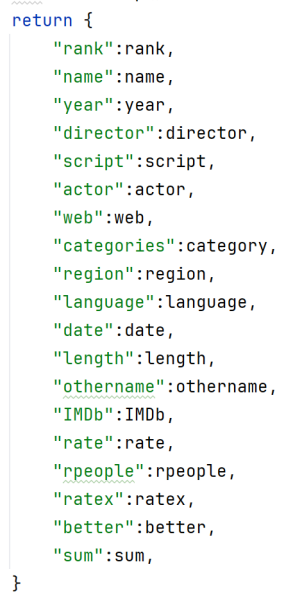 return {
"rank":rank,
"name":name,
"year":year,
"director":director,
"script":script,
"actor":actor,
"web":web,
"categories":category,
"region":region,
"language":language,
"date":date,
"length":length,
"othername":othername,
"IMDb":IMDb,
"rate":rate,
"rpeople":rpeople,
"ratex":ratex,
"better":better,
"sum":sum,
}